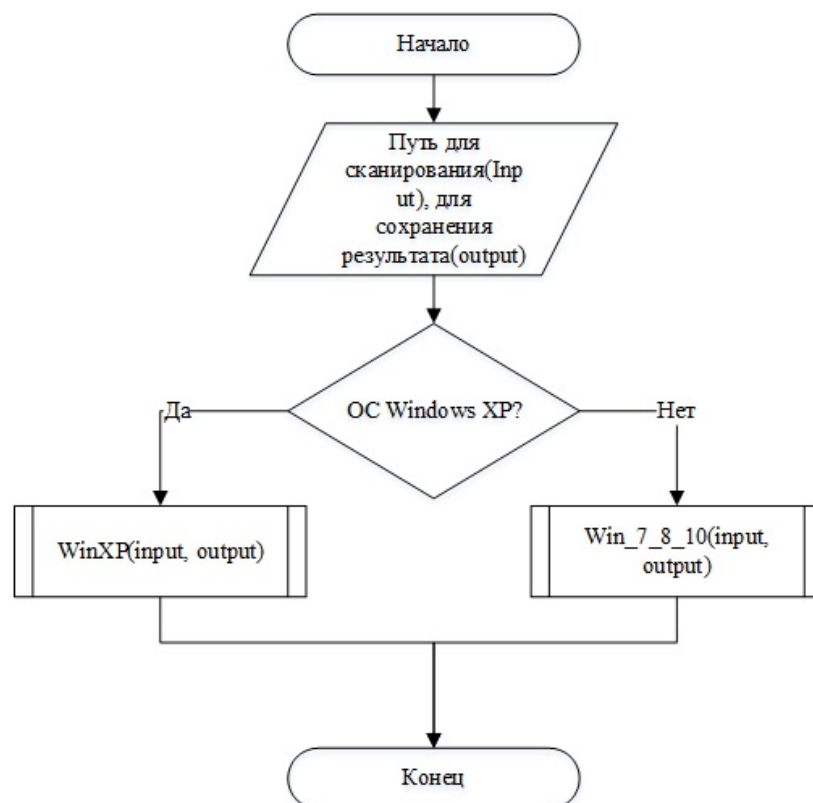 Начало
Путь для
сканирования(Inp
ut), для
сохранения
результата(output)
ОС Windows XP?
Да
Нет
WinXP(input, output)
Win_7_8_10(input,
output)
Конец